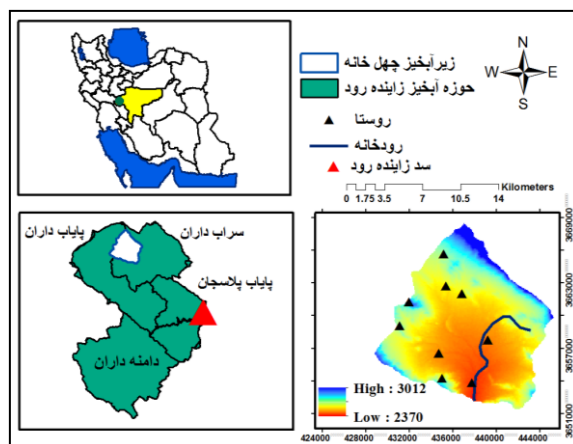 زیرآبخیز چهل خانه
حوزه آبخیز زاینده رود
روستا
رودخانه
سد زاینده رود
N
W E
S
Kilometers
0 1.75 3.5 7 10.5 14
پایاب داران
سراب داران
پایاب پلاسجان
دامنه داران
High : 3012
Low : 2370
3669000
3663000
3657000
3651000
424000 428000 432000 436000 440000 444000